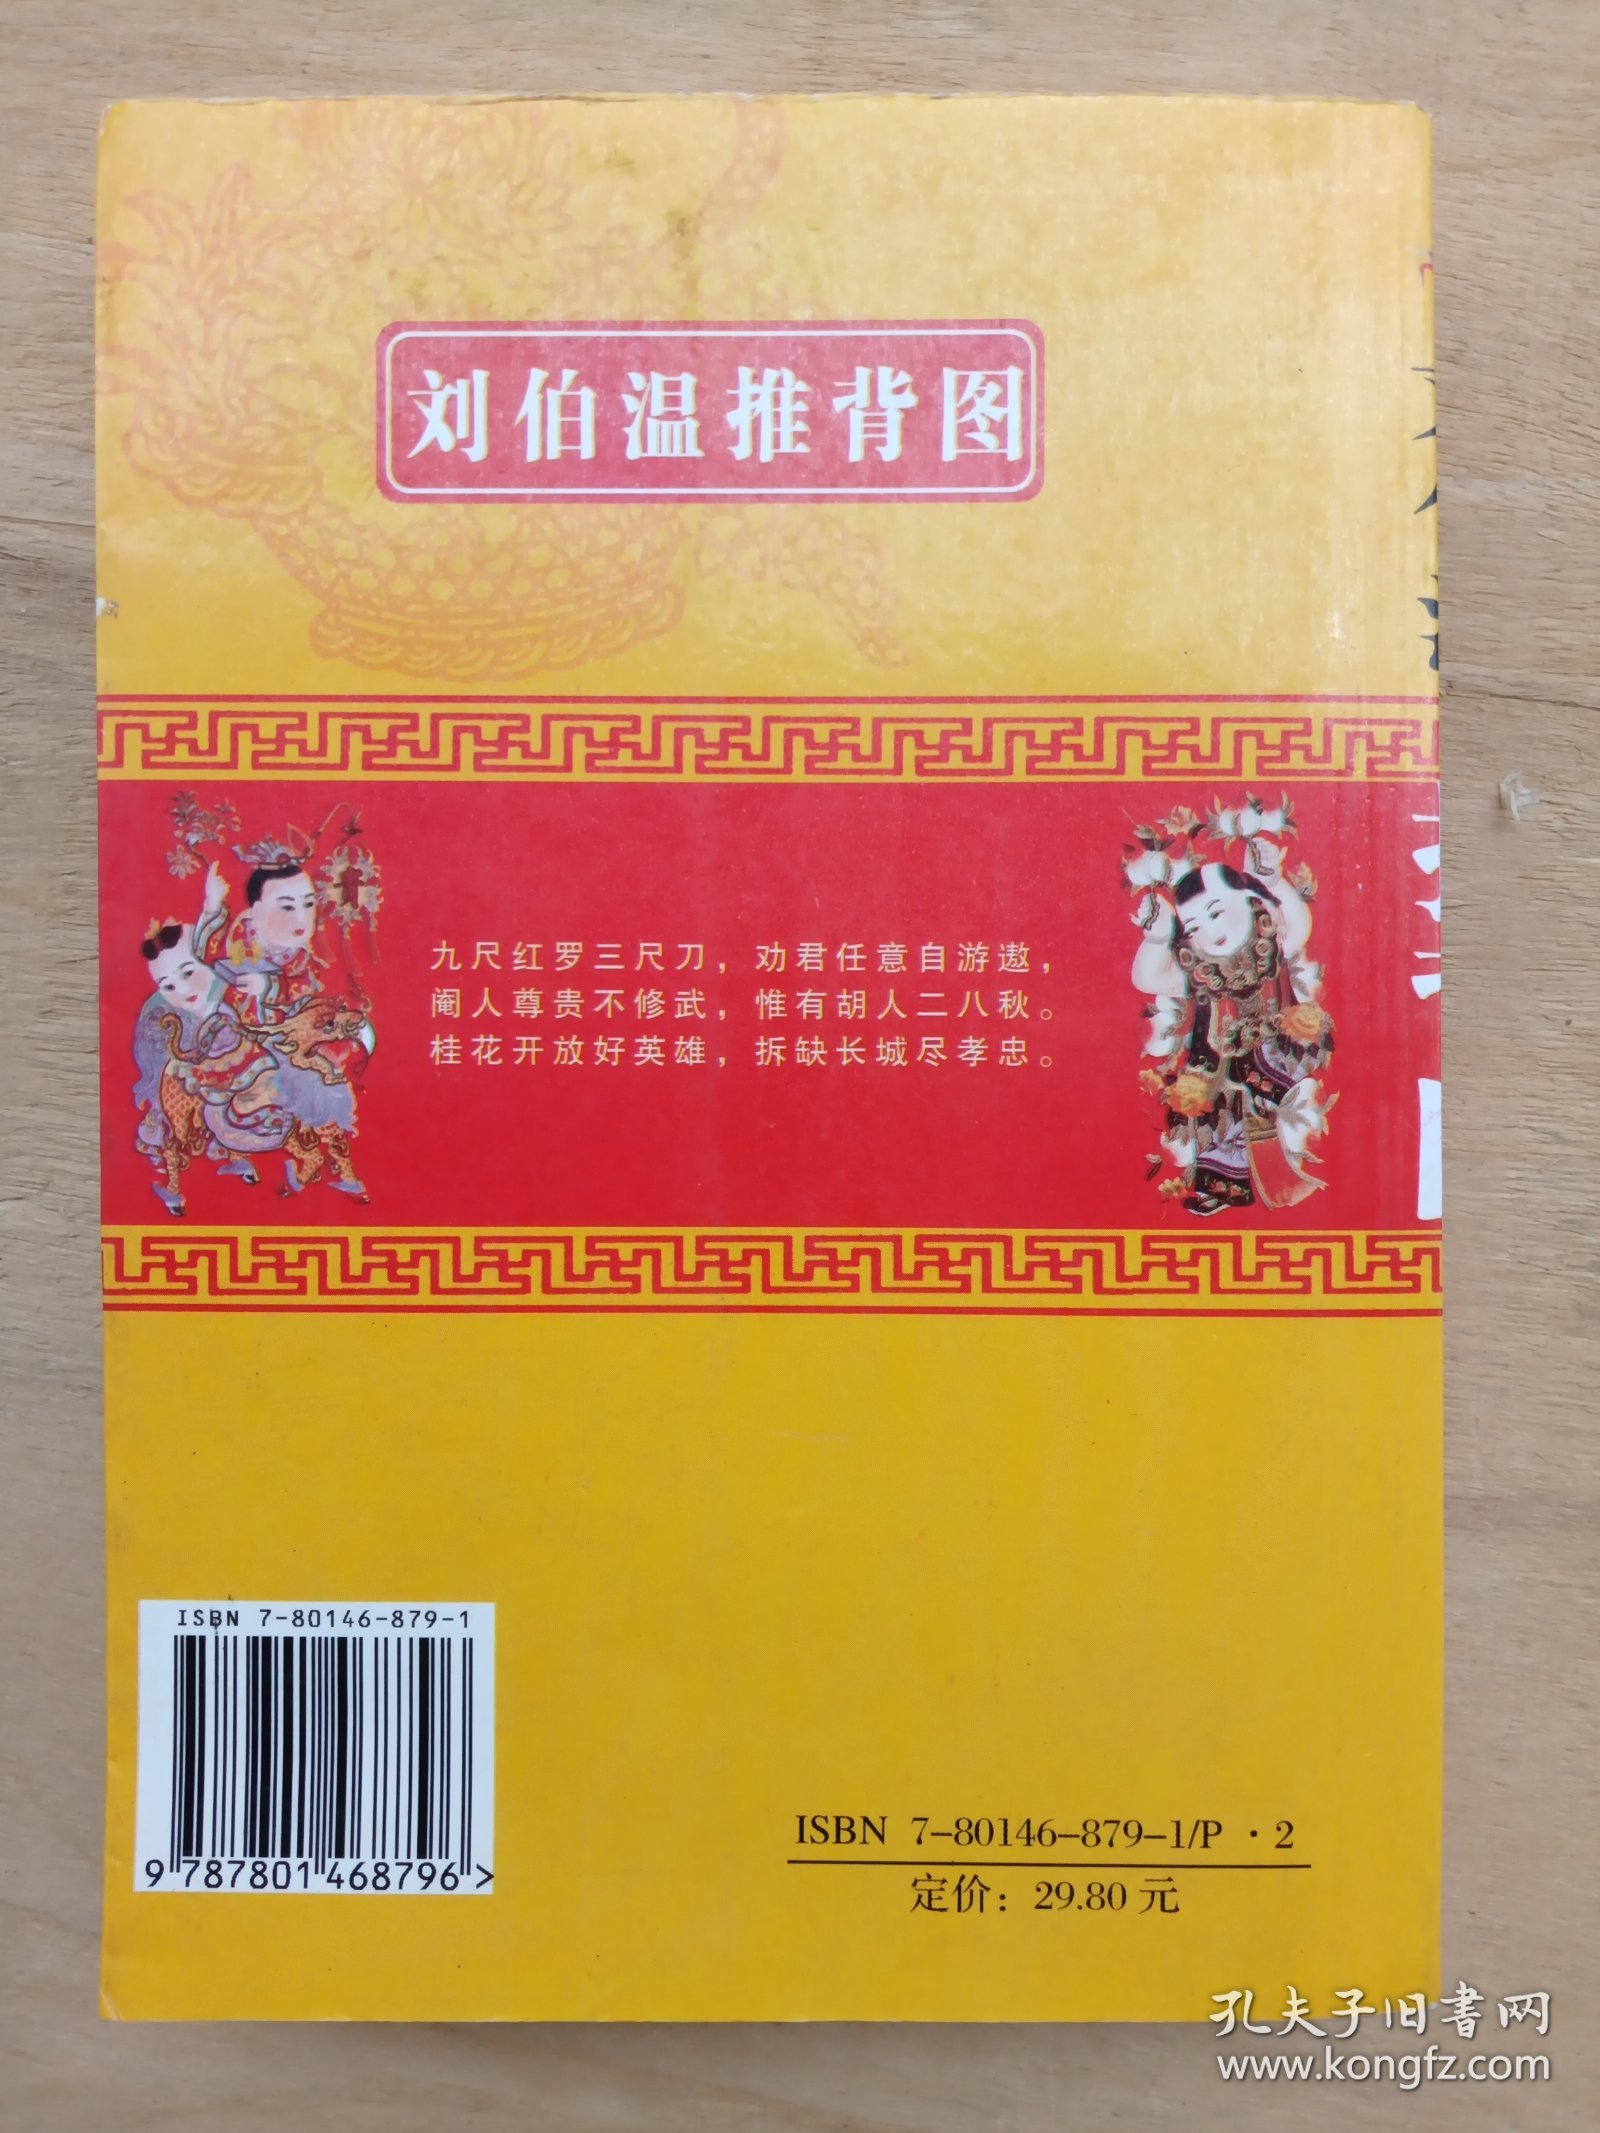 刘伯温推背图
九尺红罗三尺刀，劝君任意自游遨，
阉人尊贵不修武，惟有胡人二八秋。
桂花开放好英雄，拆缺长城尽孝忠。
ISBN 7-80146-879-1
9 787801 468796 >
ISBN 7-80146-879-1/P · 2
定价：29.80 元
孔夫子旧书网
www.kongfz.com